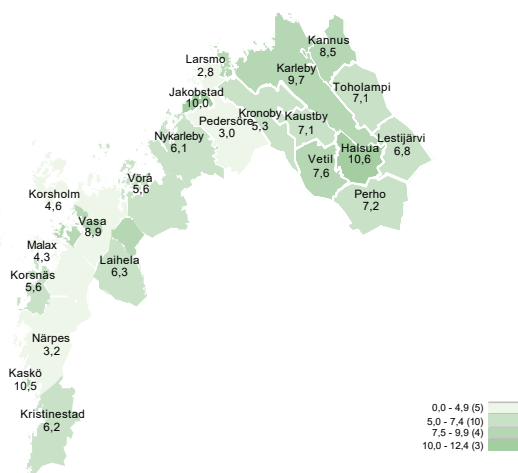 Kannus
8,5
Larsmo
2,8
Karleby
9,7
Toholampi
7,1
Jakobstad
10,0
Pedersöre
3,0
Kronoby
5,3
Kaustby
7,1
Nykarleby
6,1
Lestijärvi
6,8
Halsua
10,6
Vetil
7,6
Vörå
5,6
Perho
7,2
Korsholm
4,6
Vasa
8,9
Malax
4,3
Laihela
6,3
Korsnäs
5,6
Närpes
3,2
Kaskö
10,5
Kristinestad
6,2
0,0 - 4,9 (5)
5,0 - 7,4 (10)
7,5 - 9,9 (4)
10,0 - 12,4 (3)